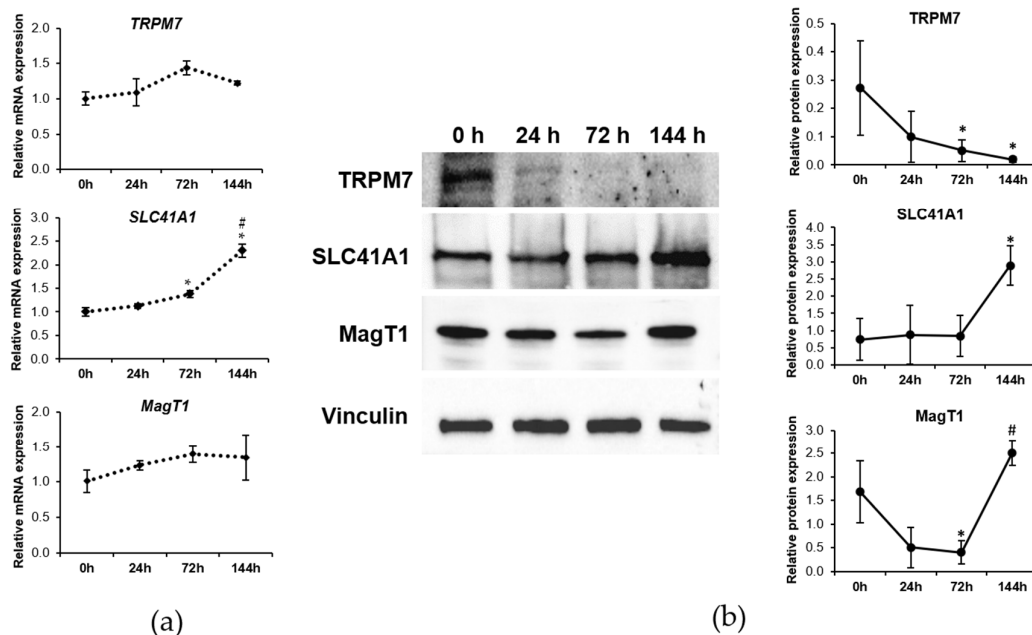 TRPM7
Relative mRNA expression
2.0
1.5
1.0
0.5
0.0
0h 24h 72h 144h
SLC41A1
Relative mRNA expression
3.0
2.5
2.0
1.5
1.0
0.5
0.0
*
#
*
0h 24h 72h 144h
MagT1
Relative mRNA expression
2.0
1.5
1.0
0.5
0.0
0h 24h 72h 144h
(a)
0 h 24 h 72 h 144 h
TRPM7
SLC41A1
MagT1
Vinculin
TRPM7
Relative protein expression
0.5
0.4
0.3
0.2
0.1
0.0
* *
0h 24h 72h 144h
SLC41A1
Relative protein expression
4.0
3.5
3.0
2.5
2.0
1.5
1.0
0.5
0.0
*
0h 24h 72h 144h
MagT1
Relative protein expression
3.0
2.5
2.0
1.5
1.0
0.5
0.0
*
#
0h 24h 72h 144h
(b)